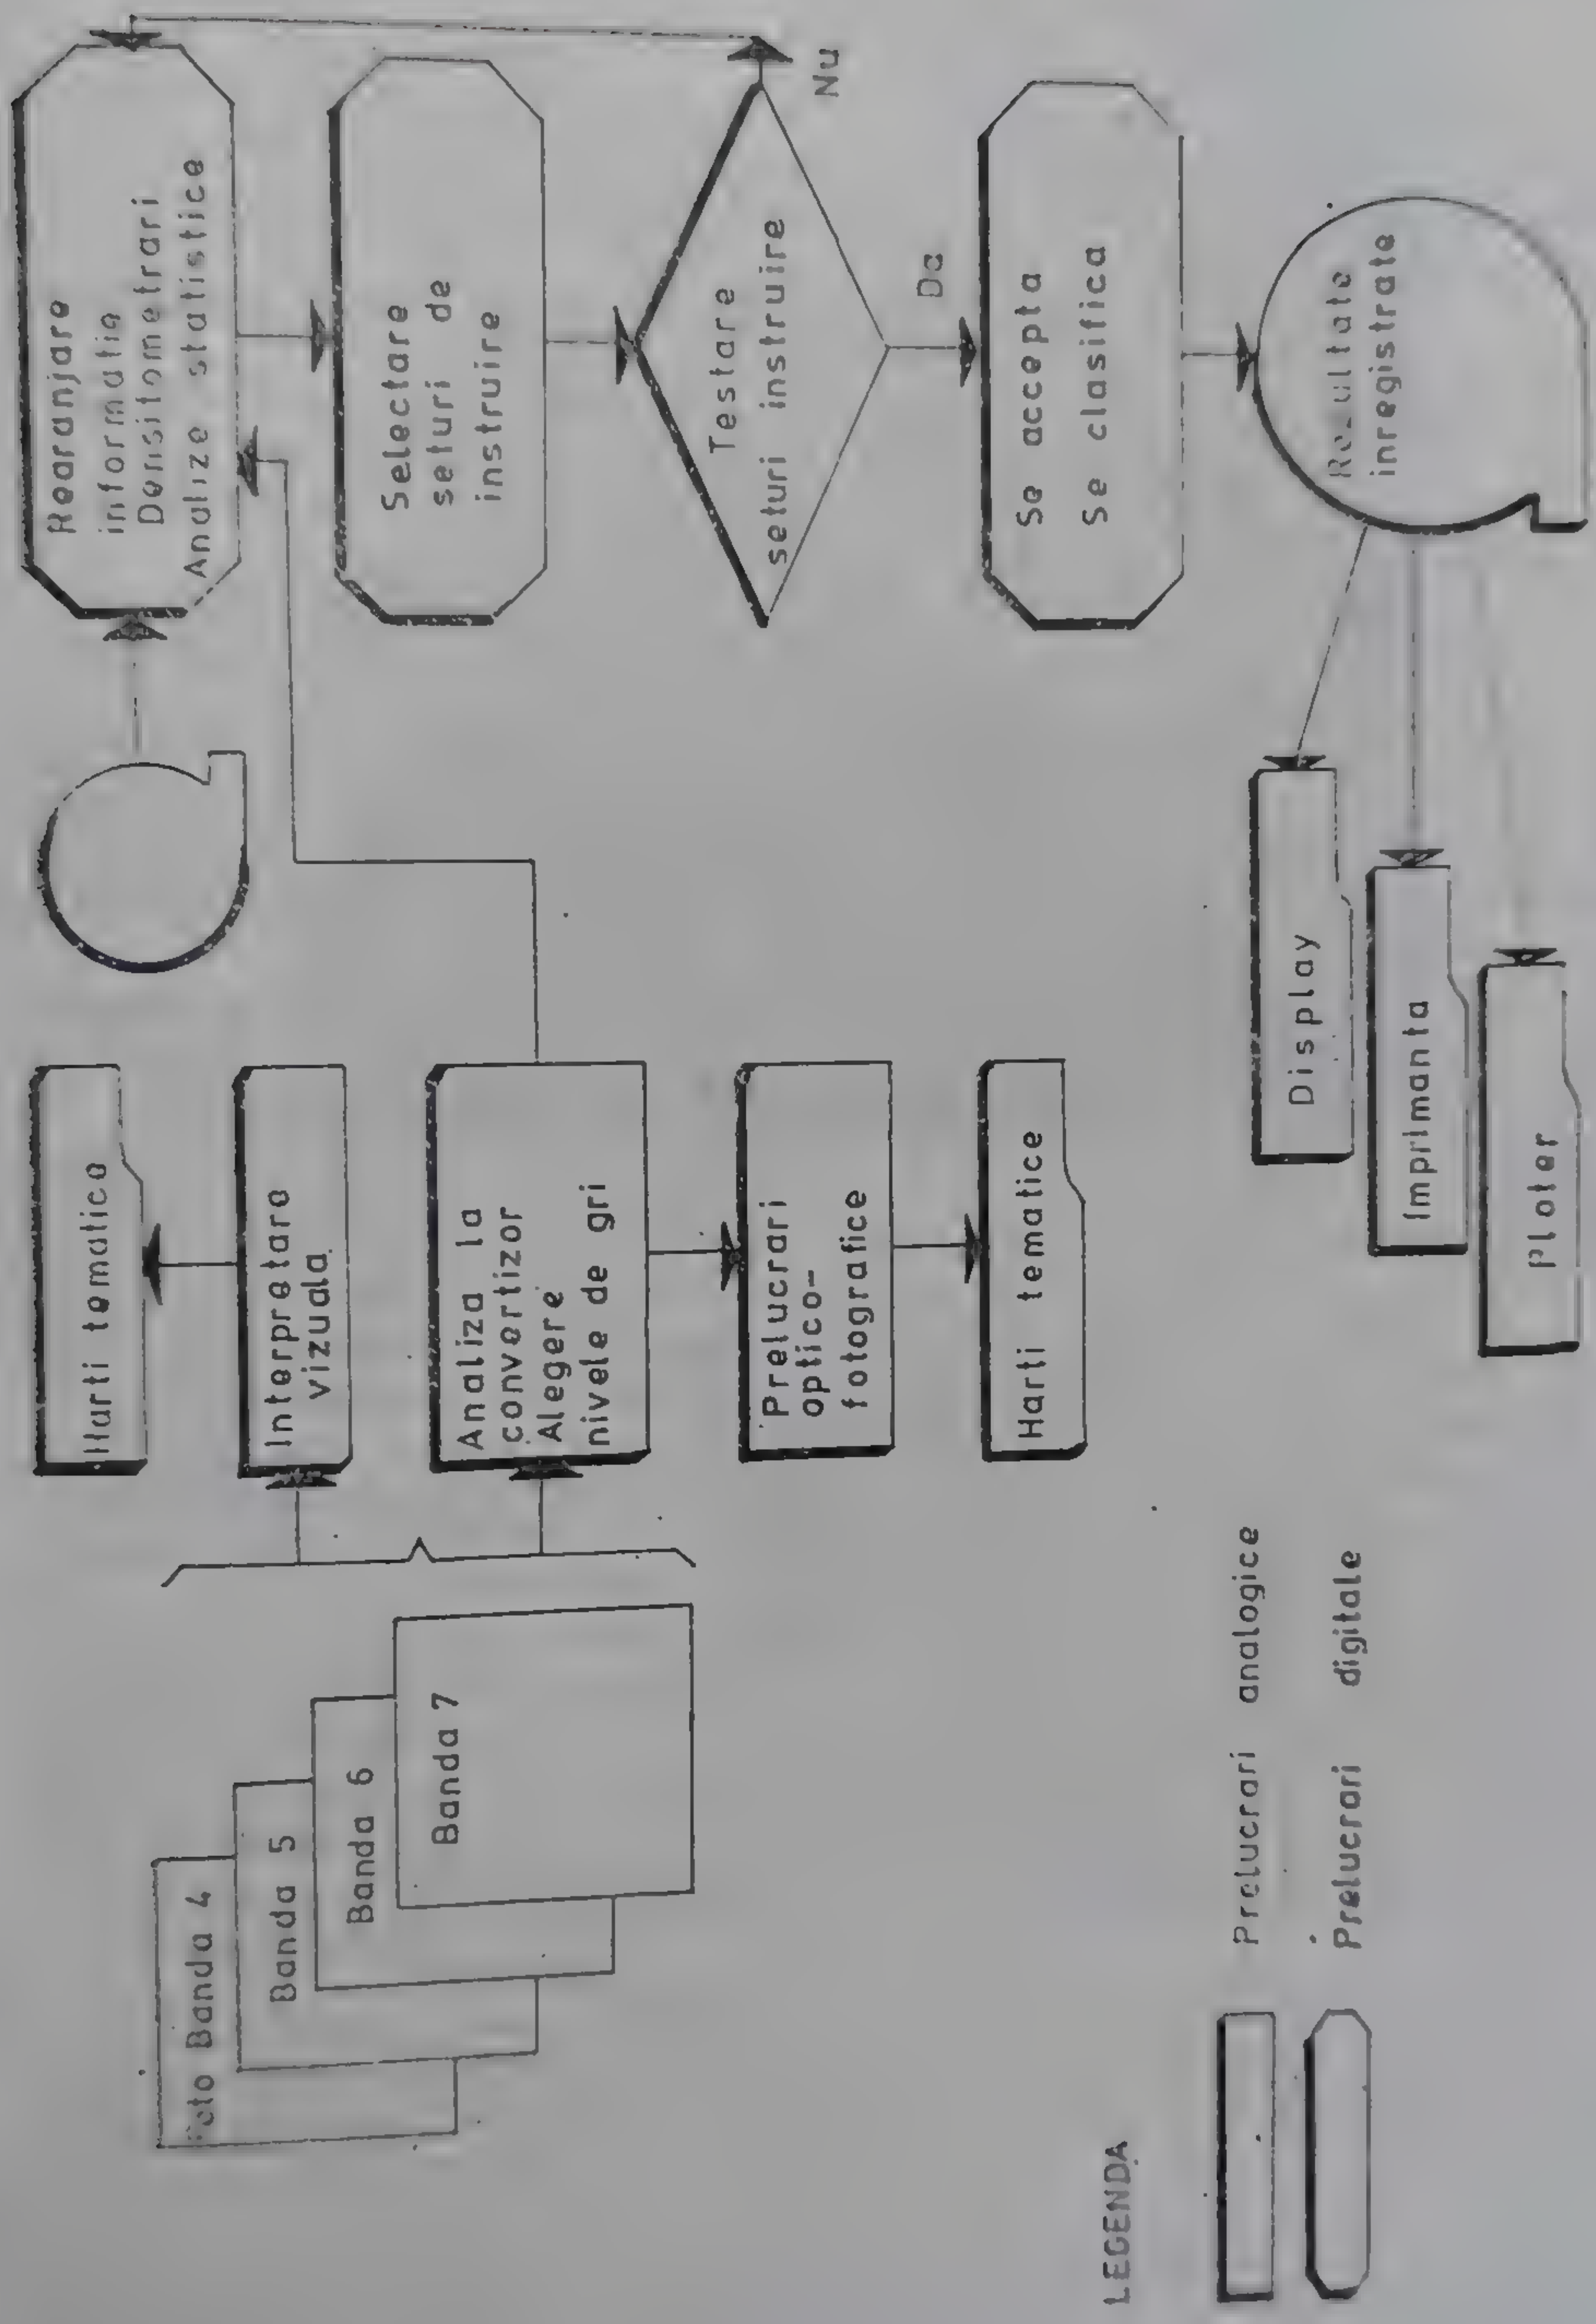 Foto Banda 4
Banda 5
Banda 6
Banda 7
Harti tematice
Interpretare
vizuala
Analiza la
convertizor
Alegere
nivele de gri
Prelucrari
optico-
fotografice
Harti tematice
Rearanjare
informatia
Densitometrari
Analize statistice
Selectare
seturi de
instruire
Testare
seturi instruire
Nu
Da
Se accepta
Se clasifica
Rezultate
inregistrate
Display
Imprimanta
Ploter
LEGENDA
Prelucrari analogice
Prelucrari digitale